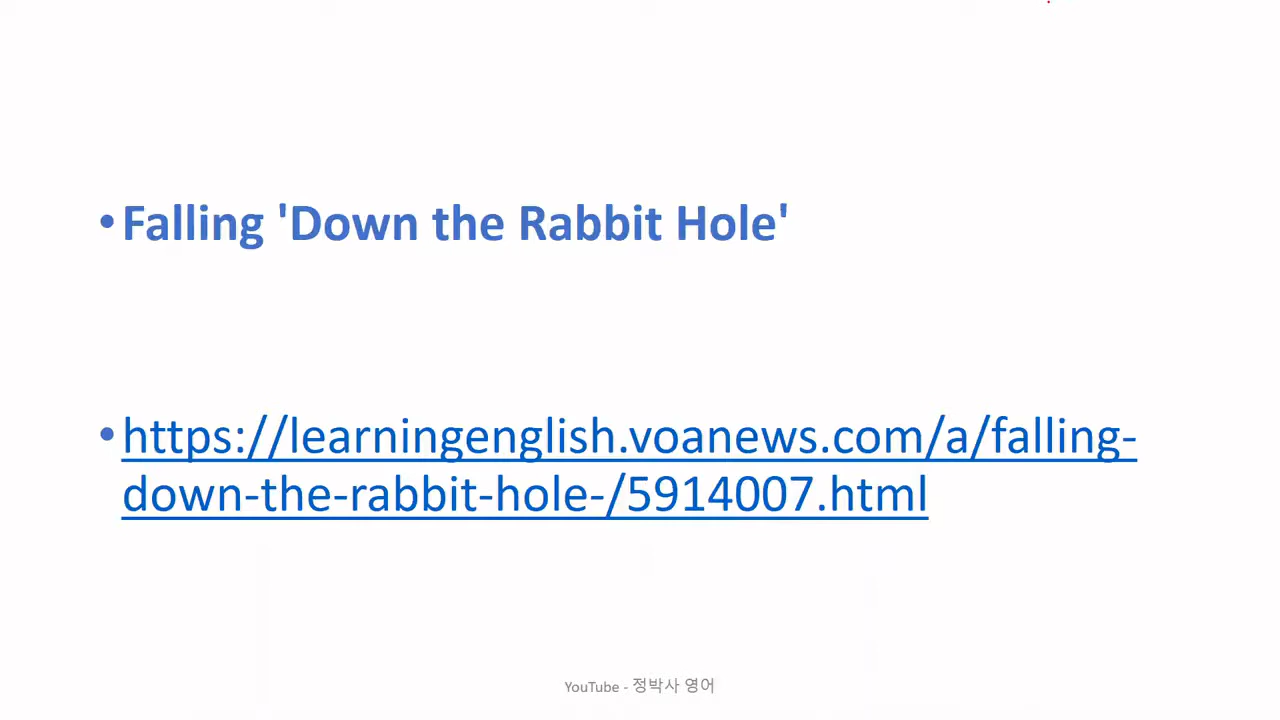 •Falling 'Down the Rabbit Hole'
•https://learningenglish.voanews.com/a/falling-
down-the-rabbit-hole-/5914007.html
YouTube - 정박사 영어